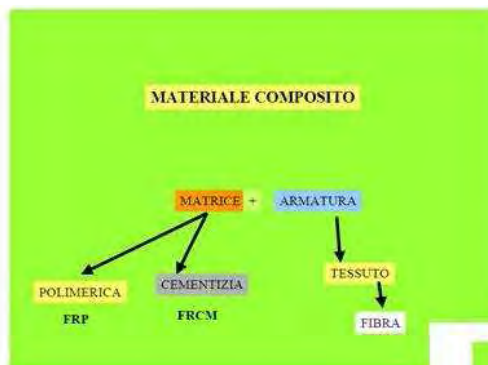 MATERIALE COMPOSITO
MATRICE + ARMATURA
POLIMERICA
CEMENTIZIA
TESSUTO
FRP
FRCM
FIBRA